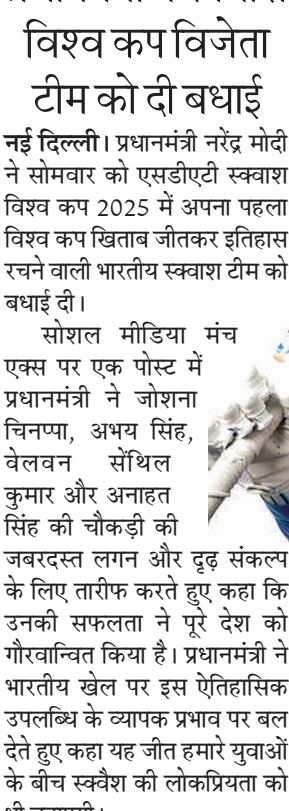 विश्व कप विजेता
टीम को दी बधाई
नई दिल्ली। प्रधानमंत्री नरेंद्र मोदी
ने सोमवार को एसडीएटी स्क्वाश
विश्व कप 2025 में अपना पहला
विश्व कप खिताब जीतकर इतिहास
रचने वाली भारतीय स्क्वाश टीम को
बधाई दी।
सोशल मीडिया मंच
एक्स पर एक पोस्ट में
प्रधानमंत्री ने जोशना
चिनप्पा, अभय सिंह,
वेलवन सेंथिल
कुमार और अनाहत
सिंह की चौकड़ी की
जबरदस्त लगन और दृढ़ संकल्प
के लिए तारीफ करते हुए कहा कि
उनकी सफलता ने पूरे देश को
गौरवान्वित किया है। प्रधानमंत्री ने
भारतीय खेल पर इस ऐतिहासिक
उपलब्धि के व्यापक प्रभाव पर बल
देते हुए कहा यह जीत हमारे युवाओं
के बीच स्क्वैश की लोकप्रियता को